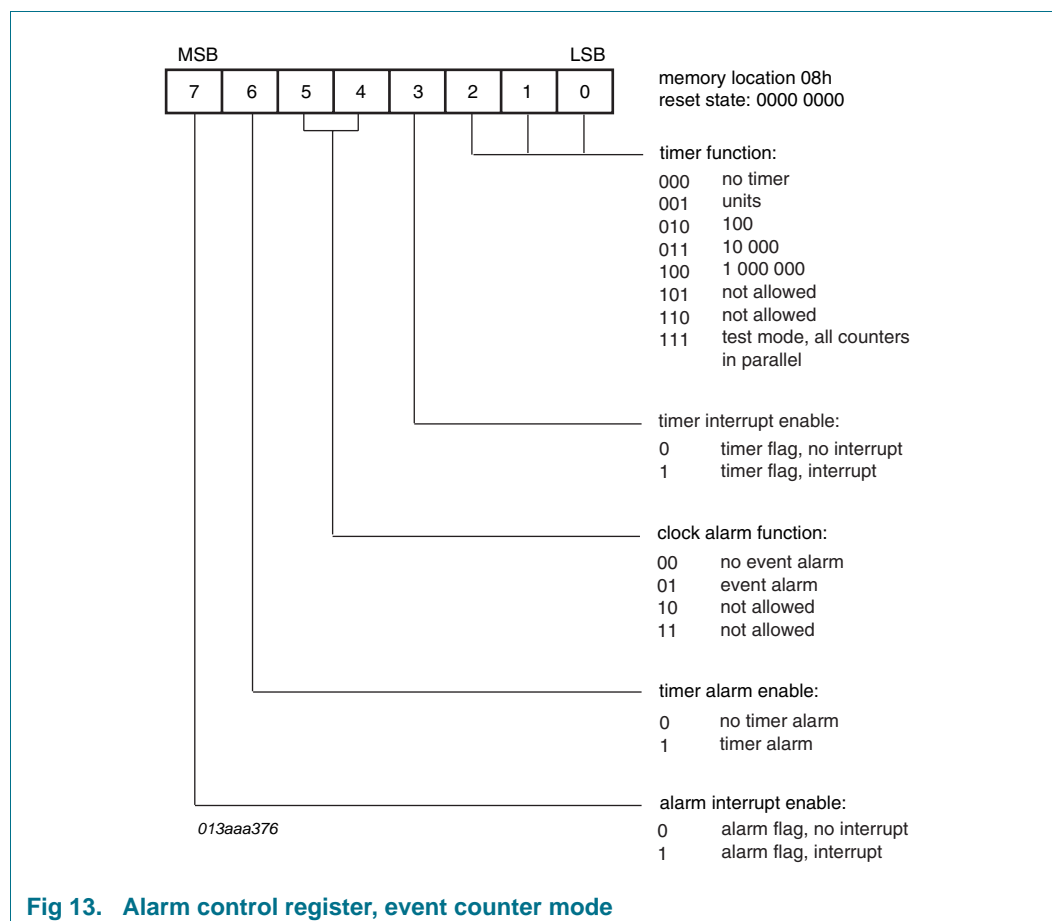 MSB LSB
7 6 5 4 3 2 1 0
memory location 08h
reset state: 0000 0000
timer function:
000 no timer
001 units
010 100
011 10 000
100 1 000 000
101 not allowed
110 not allowed
111 test mode, all counters
in parallel
timer interrupt enable:
0 timer flag, no interrupt
1 timer flag, interrupt
clock alarm function:
00 no event alarm
01 event alarm
10 not allowed
11 not allowed
timer alarm enable:
0 no timer alarm
1 timer alarm
alarm interrupt enable:
0 alarm flag, no interrupt
1 alarm flag, interrupt
013aaa376
Fig 13. Alarm control register, event counter mode